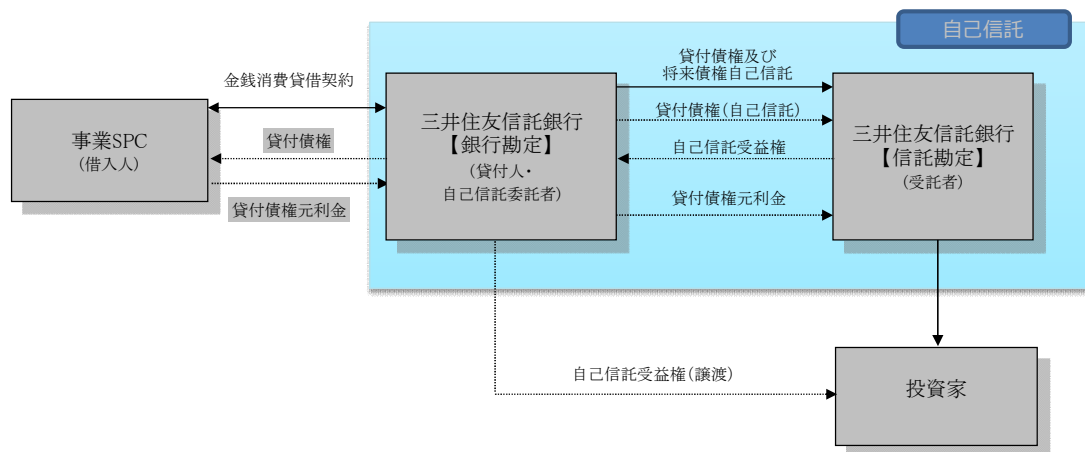 自己信託
貸付債権及び
将来債権自己信託
金銭消費貸借契約
事業SPC
（借入人）
三井住友信託銀行
【銀行勘定】
（貸付人・
自己信託委託者）
貸付債権（自己信託）
三井住友信託銀行
【信託勘定】
（受託者）
貸付債権
自己信託受益権
貸付債権元利金
貸付債権元利金
自己信託受益権（譲渡）
投資家